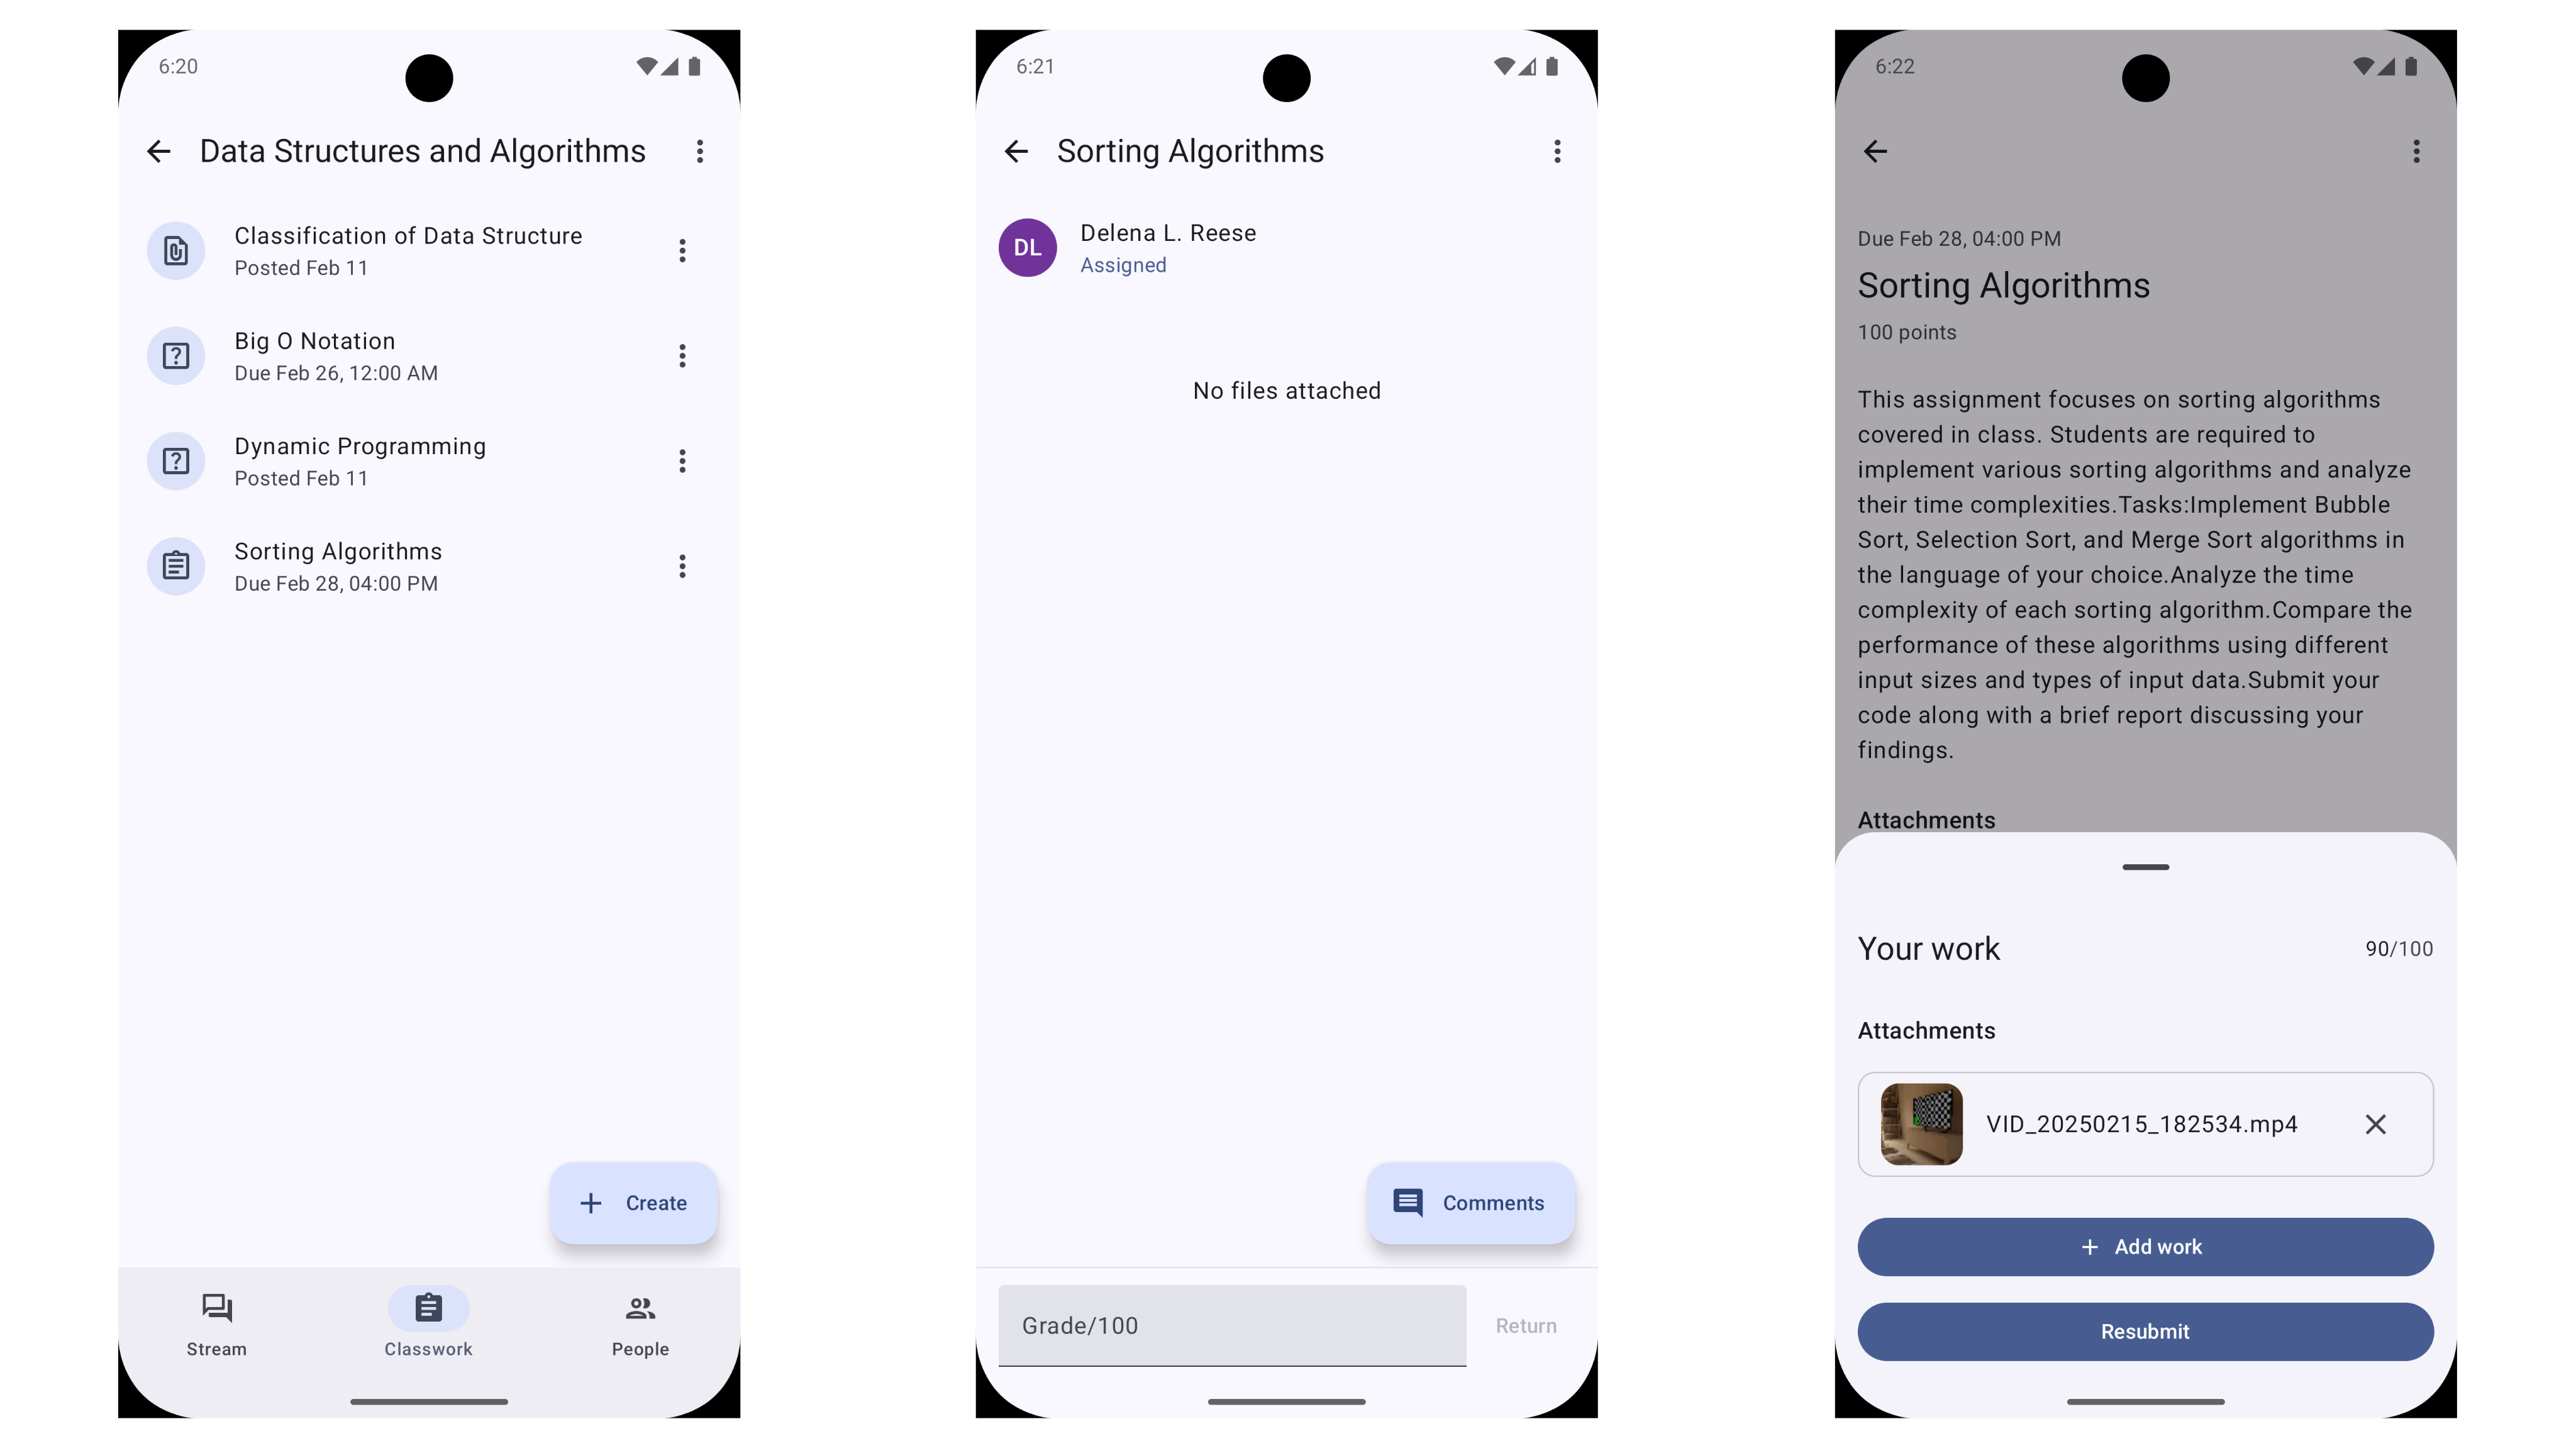 6:20
Data Structures and Algorithms
Classification of Data Structure
Posted Feb 11
Big O Notation
Due Feb 26, 12:00 AM
Dynamic Programming
Posted Feb 11
Sorting Algorithms
Due Feb 28, 04:00 PM
Create
Stream
Classwork
People
6:21
Sorting Algorithms
DL
Delena L. Reese
Assigned
No files attached
Comments
Grade/100
Return
6:22
Due Feb 28, 04:00 PM
Sorting Algorithms
100 points
This assignment focuses on sorting algorithms
covered in class. Students are required to
implement various sorting algorithms and analyze
their time complexities.Tasks:Implement Bubble
Sort, Selection Sort, and Merge Sort algorithms in
the language of your choice.Analyze the time
complexity of each sorting algorithm.Compare the
performance of these algorithms using different
input sizes and types of input data.Submit your
code along with a brief report discussing your
findings.
Attachments
Your work
90/100
Attachments
VID_20250215_182534.mp4
Add work
Resubmit